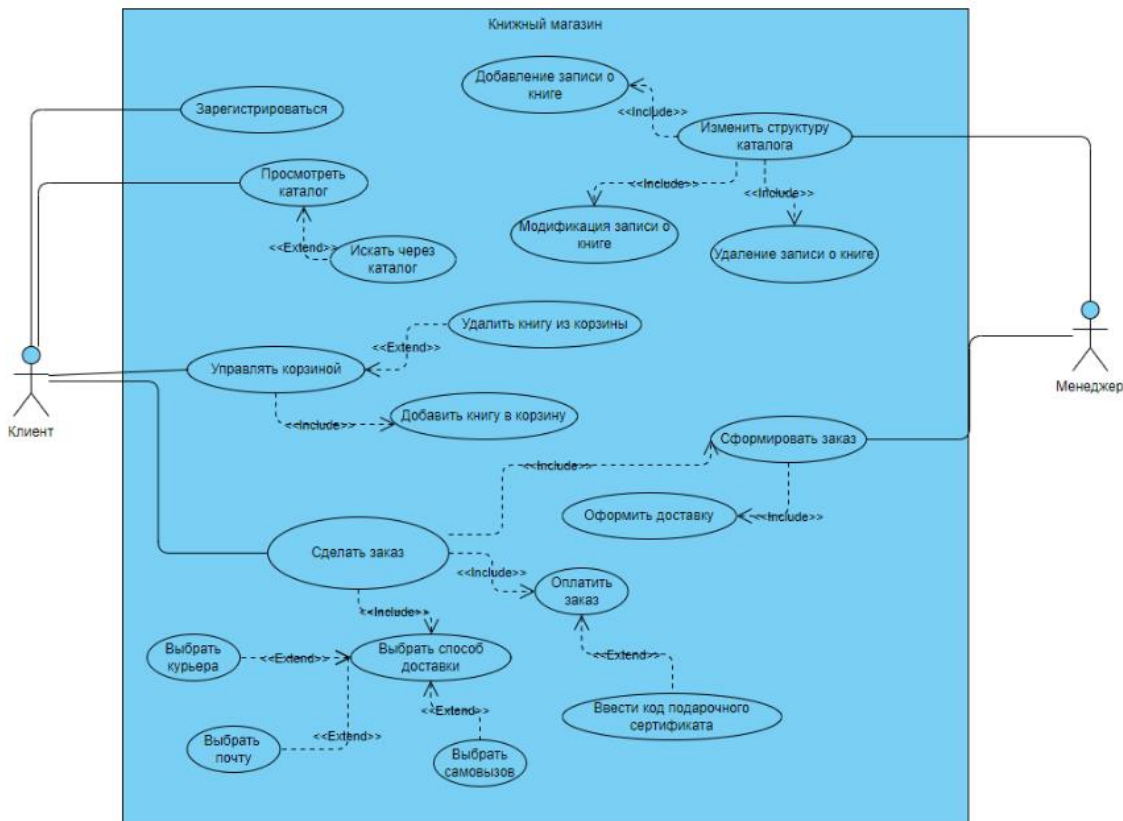 Книжный магазин
Добавление записи о
книге
Зарегистрироваться
<<Include>>
Изменить структуру
каталога
Просмотреть
каталог
<<Include>>
<<Include>>
Модификация записи о
книге
<<Extend>>
Искать через
каталог
Удаление записи о книге
Удалить книгу из корзины
<<Extend>>
Управлять корзиной
Менеджер
Клиент
<<Include>>
Добавить книгу в корзину
Сформировать заказ
<<Include>>
Оформить доставку
<<Include>>
Сделать заказ
<<Include>>
Оплатить
заказ
<<Include>>
Выбрать
курьера
<<Extend>>
Выбрать способ
доставки
<<Extend>>
<<Extend>>
Ввести код подарочного
сертификата
Выбрать
почту
<<Extend>>
<<Extend>>
Выбрать
самовызов